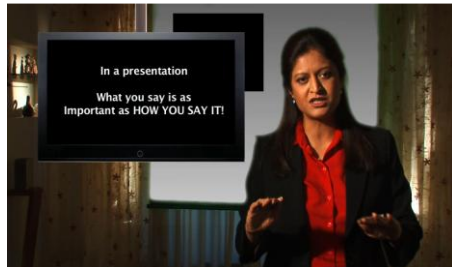 In a presentation
What you say is as
Important as HOW YOU SAY IT!